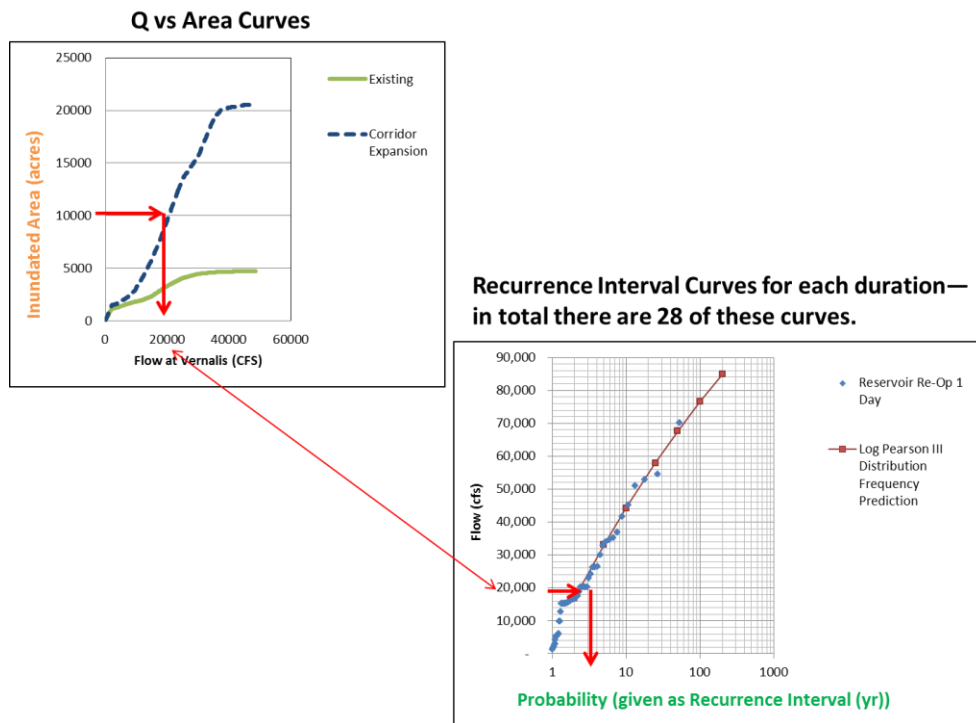 Q vs Area Curves
25000
20000
15000
10000
5000
0
Inundated Area (acres)
0
20000
40000
60000
Flow at Vernalis (CFS)
Existing
Corridor
Expansion
Recurrence Interval Curves for each duration—
in total there are 28 of these curves.
90,000
80,000
70,000
60,000
50,000
40,000
30,000
20,000
10,000
-
Flow (cfs)
1
10
100
1000
Probability (given as Recurrence Interval (yr))
Reservoir Re-Op 1
Day
Log Pearson III
Distribution
Frequency
Prediction